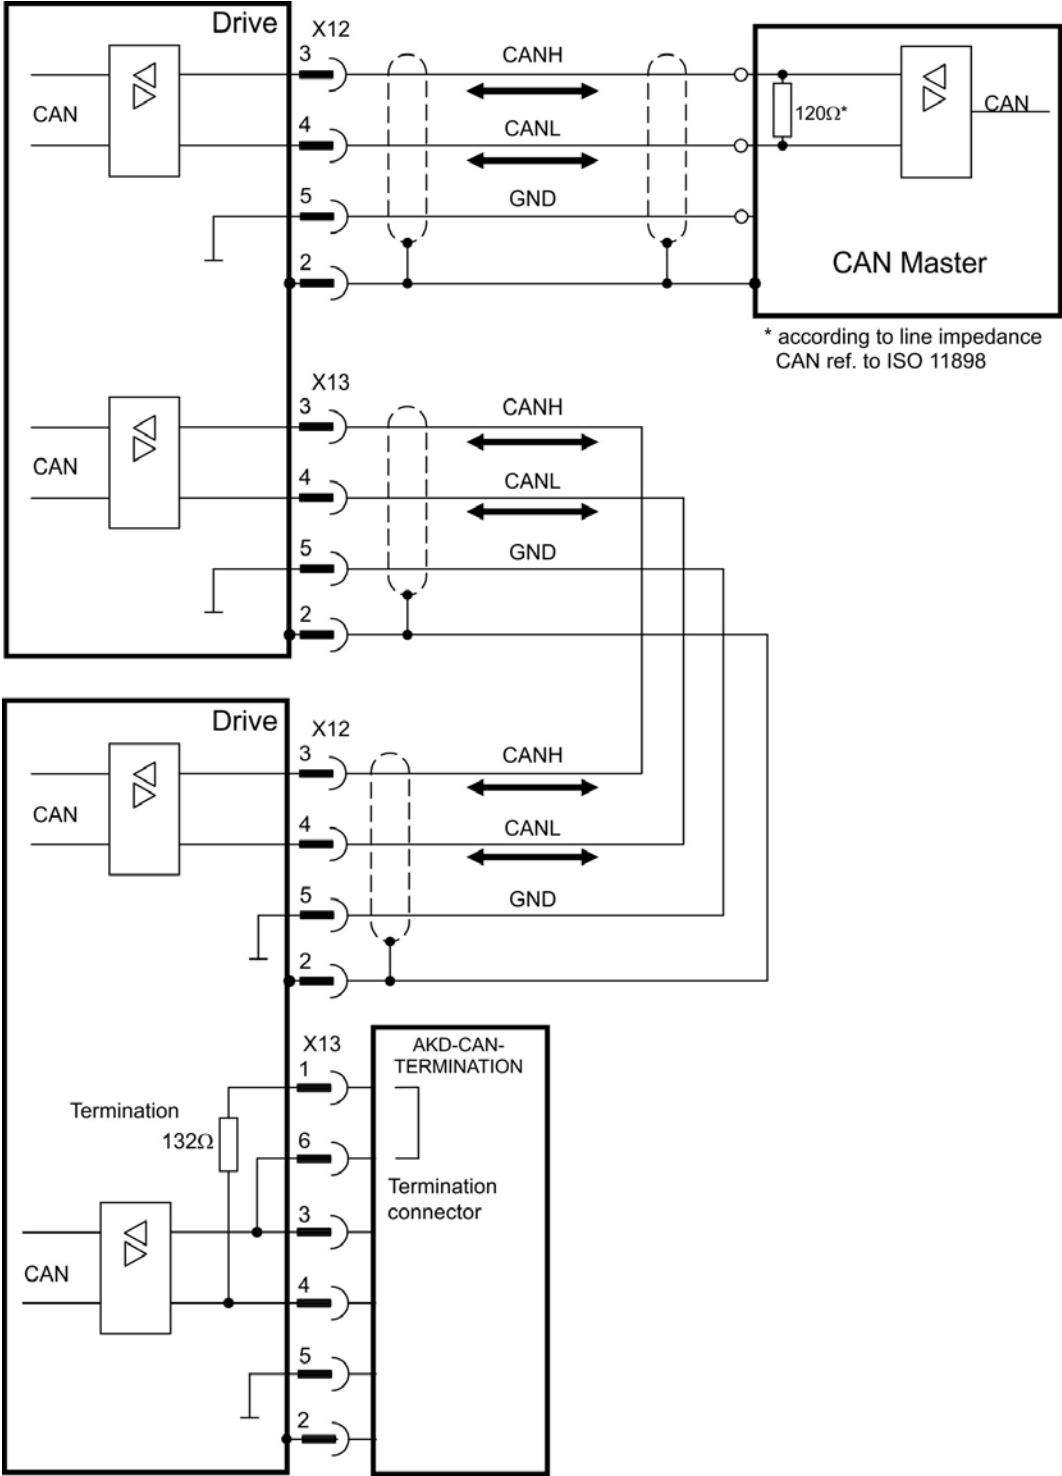 Drive
X12
3
CANH
CAN
120Ω*
CAN
4
CANL
5
GND
2
CAN Master
* according to line impedance
CAN ref. to ISO 11898
X13
3
CANH
CAN
4
CANL
5
GND
2
Drive
X12
3
CANH
CAN
4
CANL
5
GND
2
X13
AKD-CAN-
TERMINATION
1
Termination
132Ω
6
Termination
connector
3
CAN
4
5
2